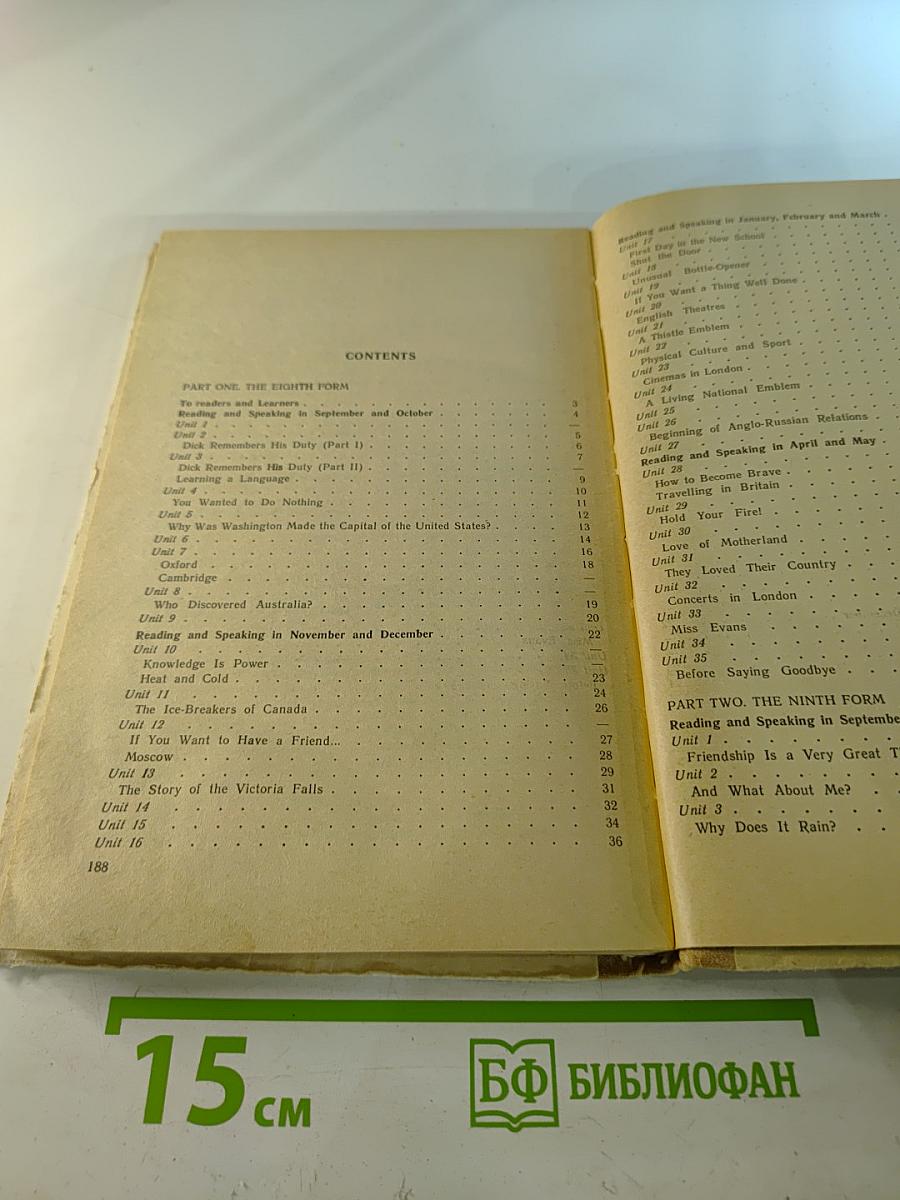 CONTENTS
PART ONE. THE EIGHTH FORM
To readers and Learners . . . 3
Reading and Speaking in September and October . . . 4
Unit 1 . . . —
Unit 2 . . . 5
Dick Remembers His Duty (Part I) . . . 6
Unit 3 . . . 7
Dick Remembers His Duty (Part II) . . . —
Learning a Language . . . 9
Unit 4 . . . 10
You Wanted to Do Nothing . . . 11
Unit 5 . . . 12
Why Was Washington Made the Capital of the United States? . . . 13
Unit 6 . . . 14
Unit 7 . . . 16
Oxford . . . 18
Cambridge . . . —
Unit 8 . . . —
Who Discovered Australia? . . . 19
Unit 9 . . . 20
Reading and Speaking in November and December . . . 22
Unit 10 . . . —
Knowledge Is Power . . . —
Heat and Cold . . . 23
Unit 11 . . . 24
The Ice-Breakers of Canada . . . 26
Unit 12 . . . —
If You Want to Have a Friend... . . . 27
Moscow . . . 28
Unit 13 . . . 29
The Story of the Victoria Falls . . . 31
Unit 14 . . . 32
Unit 15 . . . 34
Unit 16 . . . 36
188
Reading and Speaking in January, February and March .
Unit 17
First Day in the New School
Shut the Door
Unit 18
Unusual Bottle-Opener
Unit 19
If You Want a Thing Well Done
Unit 20
English Theatres
Unit 21
A Thistle Emblem
Unit 22
Physical Culture and Sport
Unit 23
Cinemas in London
Unit 24
A Living National Emblem
Unit 25
Unit 26
Beginning of Anglo-Russian Relations
Unit 27
Reading and Speaking in April and May
Unit 28
How to Become Brave
Travelling in Britain
Unit 29
Hold Your Fire!
Unit 30
Love of Motherland
Unit 31
They Loved Their Country
Unit 32
Concerts in London
Unit 33
Miss Evans
Unit 34
Unit 35
Before Saying Goodbye
PART TWO. THE NINTH FORM
Reading and Speaking in Septembe
Unit 1
Friendship Is a Very Great T
Unit 2
And What About Me?
Unit 3
Why Does It Rain?
15 см
БФ БИБЛИОФАН